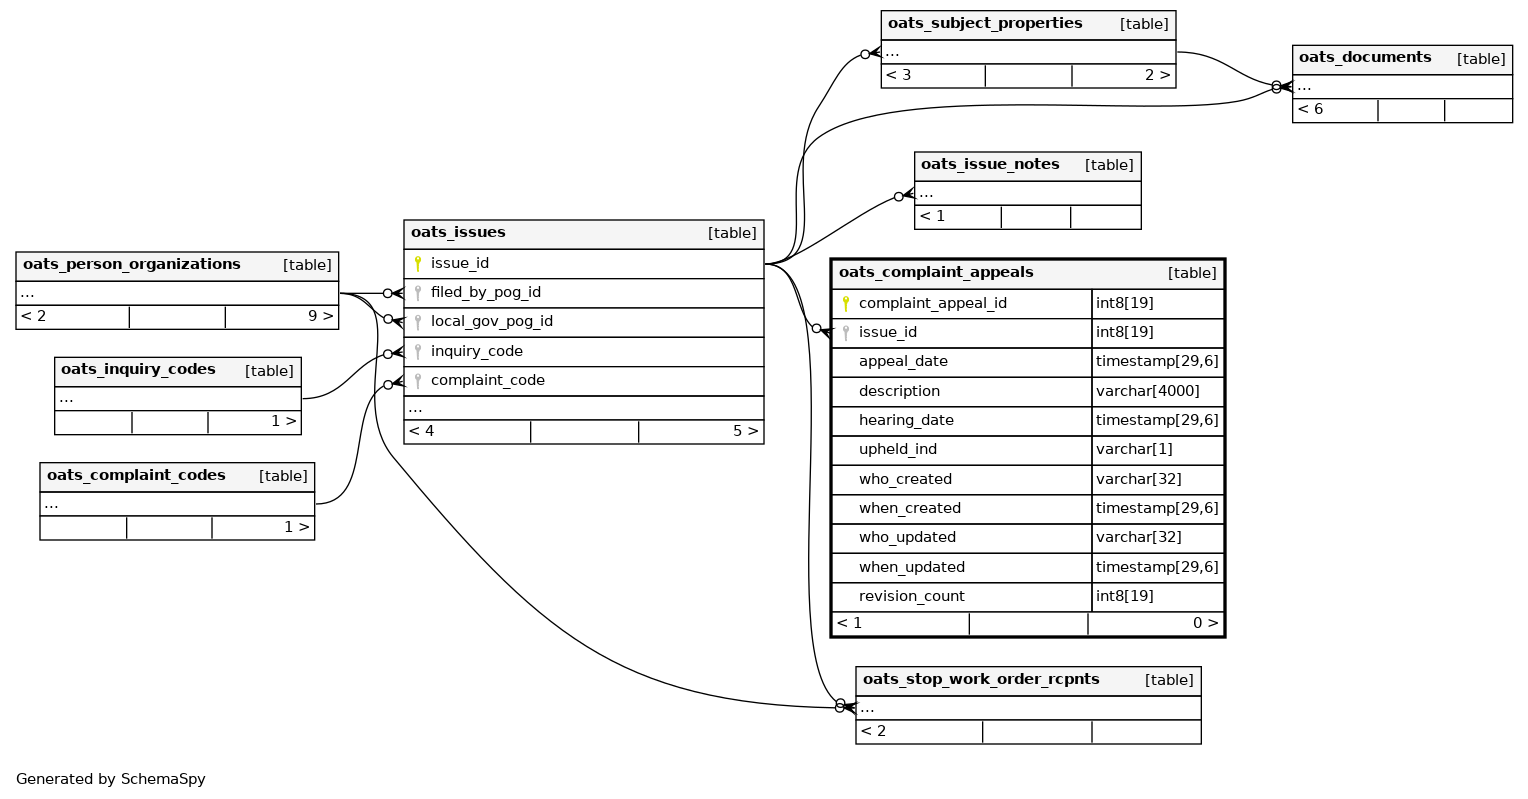 oats_subject_properties [table]
...
< 3 2 >
oats_documents [table]
...
< 6
oats_issue_notes [table]
...
< 1
oats_person_organizations [table]
...
< 2 9 >
oats_inquiry_codes [table]
...
1 >
oats_complaint_codes [table]
...
1 >
oats_issues [table]
issue_id
filed_by_pog_id
local_gov_pog_id
inquiry_code
complaint_code
...
< 4 5 >
oats_complaint_appeals [table]
complaint_appeal_id int8[19]
issue_id int8[19]
appeal_date timestamp[29,6]
description varchar[4000]
hearing_date timestamp[29,6]
upheld_ind varchar[1]
who_created varchar[32]
when_created timestamp[29,6]
who_updated varchar[32]
when_updated timestamp[29,6]
revision_count int8[19]
< 1 0 >
oats_stop_work_order_rcpnts [table]
...
< 2
Generated by SchemaSpy